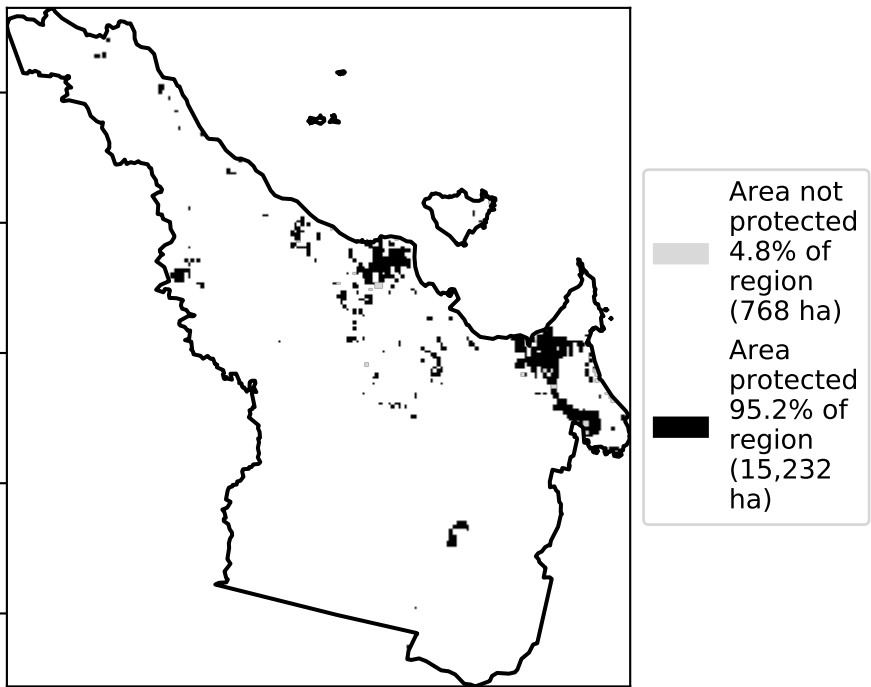 Area not
protected
4.8% of
region
(768 ha)
Area
protected
95.2% of
region
(15,232
ha)